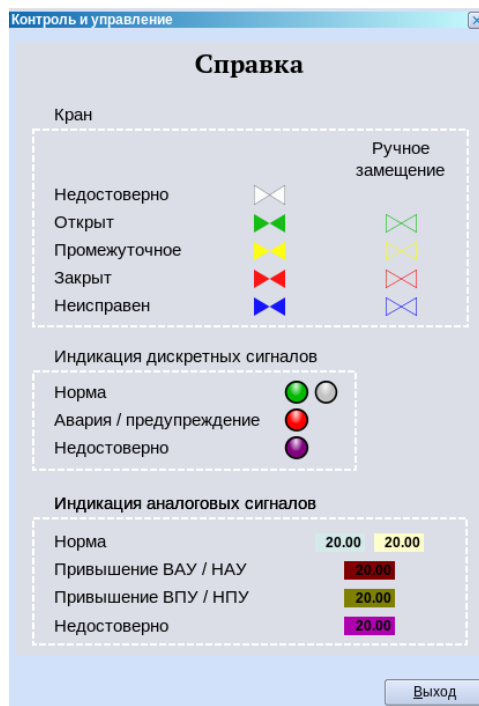 Контроль и управление
Справка
Кран
Ручное
замещение
Недостоверно
Открыт
Промежуточное
Закрыт
Неисправен
Индикация дискретных сигналов
Норма
Авария / предупреждение
Недостоверно
Индикация аналоговых сигналов
Норма 20.00 20.00
Привышение ВАУ / НАУ 20.00
Привышение ВПУ / НПУ 20.00
Недостоверно 20.00
Выход